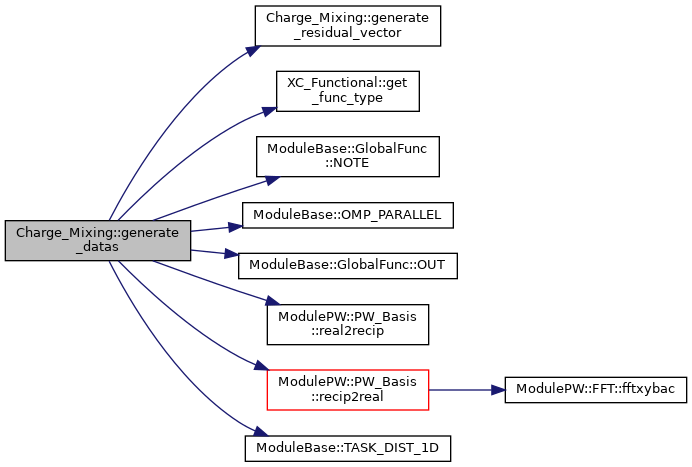 Charge_Mixing::generate
_datas
Charge_Mixing::generate
_residual_vector
XC_Functional::get
_func_type
ModuleBase::GlobalFunc
::NOTE
ModuleBase::OMP_PARALLEL
ModuleBase::GlobalFunc::OUT
ModulePW::PW_Basis
::real2recip
ModulePW::PW_Basis
::recip2real
ModulePW::FFT::fftxybac
ModuleBase::TASK_DIST_1D